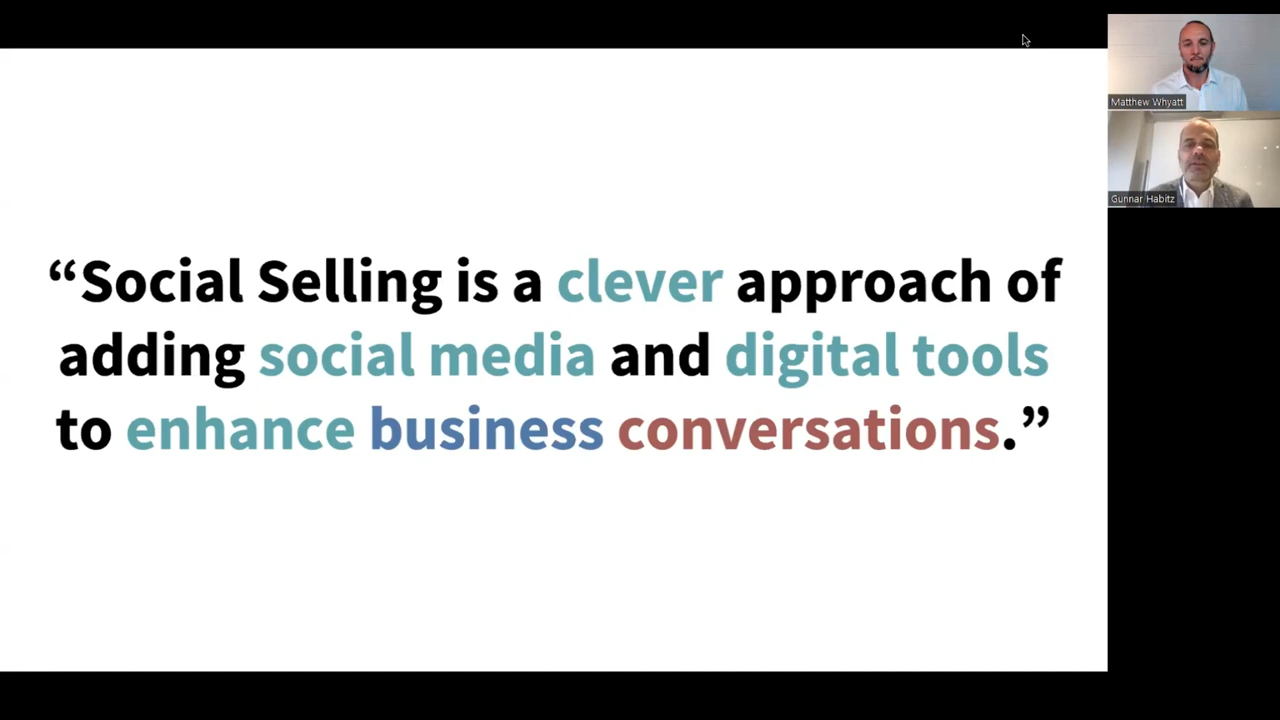 “Social Selling is a clever approach of
adding social media and digital tools
to enhance business conversations.”
Matthew Whyatt
Gunnar Habitz